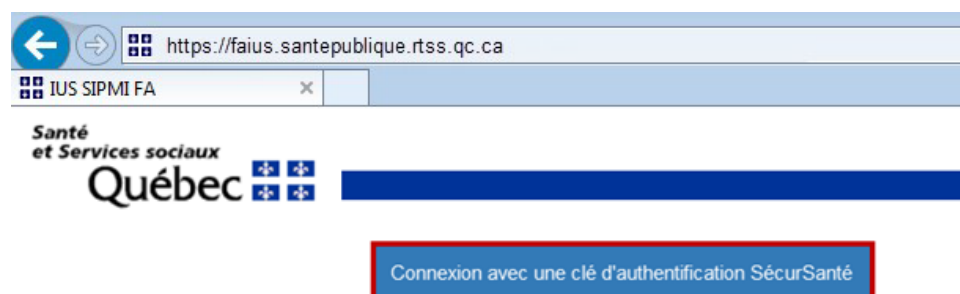 https://faius.santepublique.rtss.qc.ca
IUS SIPMI FA
Santé
et Services sociaux
Québec
Connexion avec une clé d'authentification SécurSanté